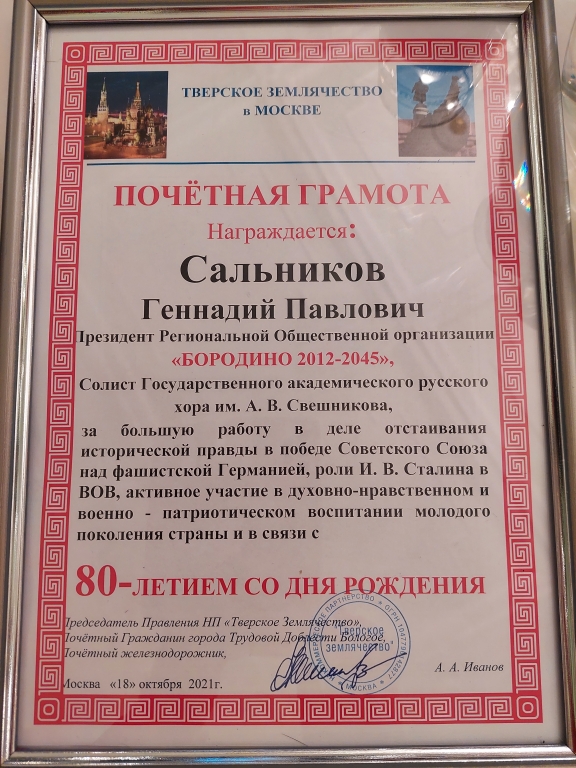 ТВЕРСКОЕ ЗЕМЛЯЧЕСТВО
в МОСКВЕ
ПОЧЁТНАЯ ГРАМОТА
Награждается:
Сальников
Геннадий Павлович
Президент Региональной Общественной организации
«БОРОДИНО 2012-2045»,
Солист Государственного академического русского
хора им. А. В. Свешникова,
за большую работу в деле отстаивания
исторической правды в победе Советского Союза
над фашистской Германией, роли И. В. Сталина в
ВОВ, активное участие в духовно-нравственном и
военно - патриотическом воспитании молодого
поколения страны и в связи с
80-ЛЕТИЕМ СО ДНЯ РОЖДЕНИЯ
Председатель Правления НП «Тверское Землячество»,
Почётный Гражданин города Трудовой Доблести Бологое,
Почётный железнодорожник,
А. А. Иванов
Москва «18» октября 2021г.
Тверское
землячество